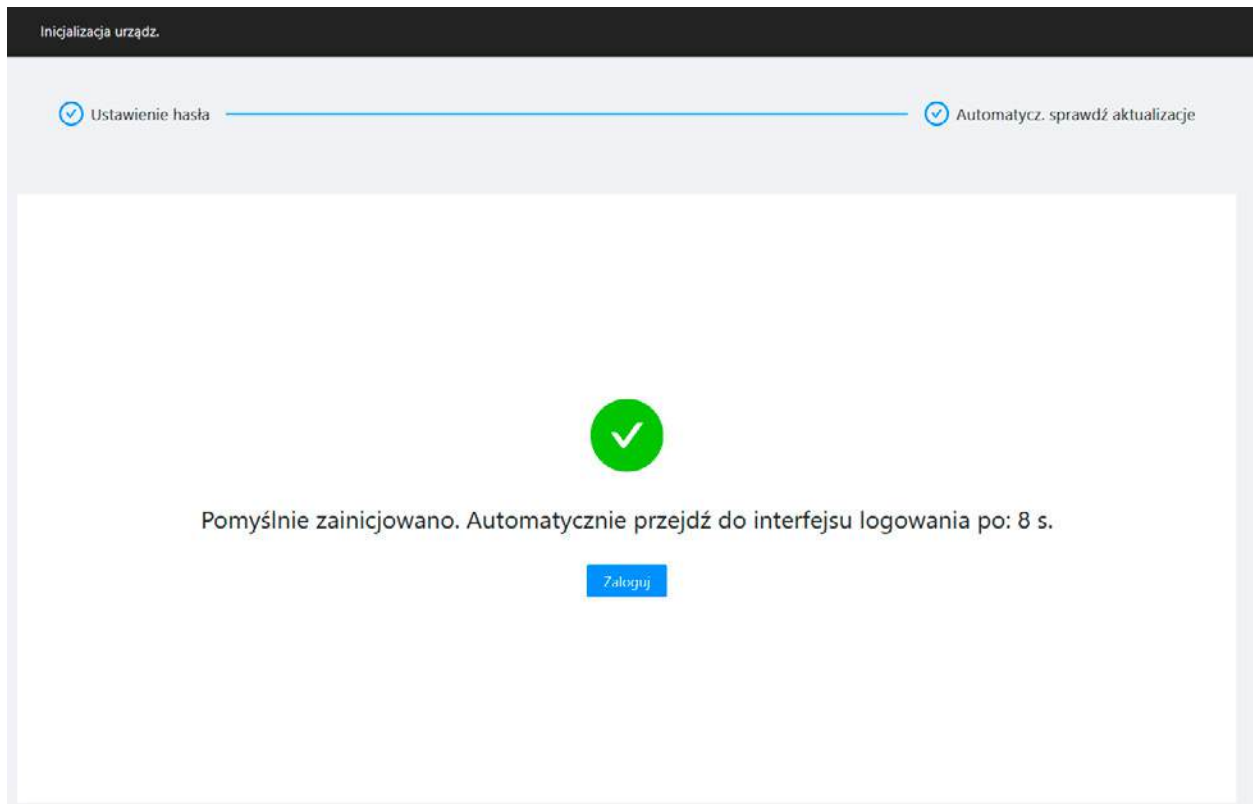 Inicjalizacja urządz.
Ustawienie hasła
Automatycz. sprawdź aktualizacje
Pomyślnie zainicjowano. Automatycznie przejdź do interfejsu logowania po: 8 s.
Zaloguj